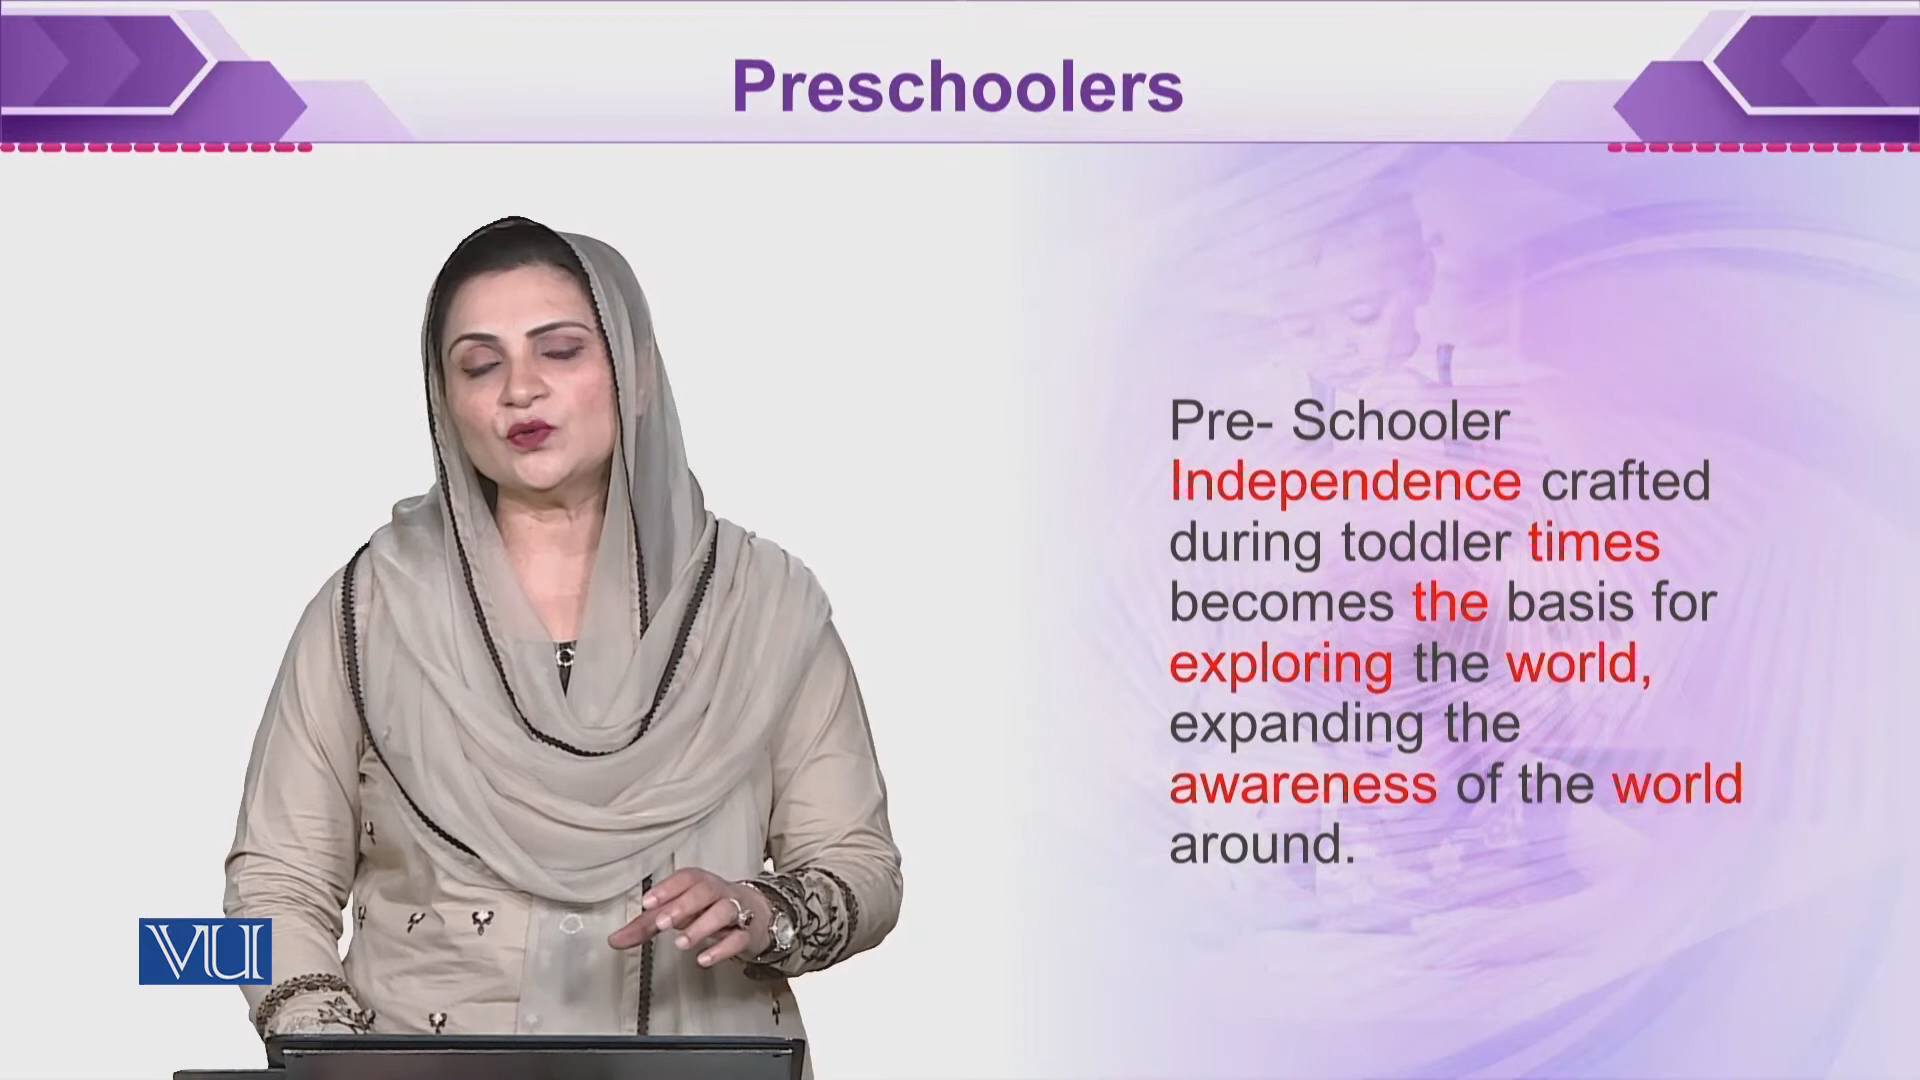 Preschoolers
Pre- Schooler
Independence crafted
during toddler times
becomes the basis for
exploring the world,
expanding the
awareness of the world
around.
VU